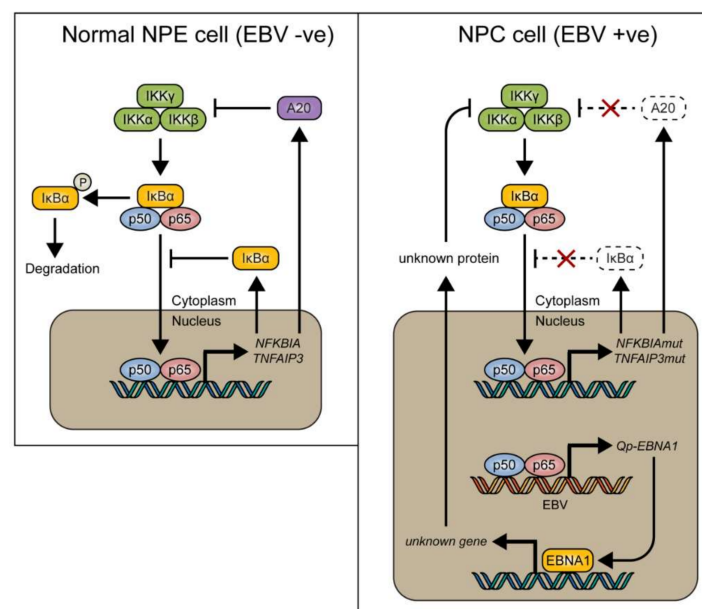 Normal NPE cell (EBV -ve)
IKKγ
IKKα IKKβ
A20
P
IκBα
IκBα
p50 p65
Degradation
IκBα
Cytoplasm
Nucleus
NFKBIA
TNFAIP3
p50 p65
NPC cell (EBV +ve)
IKKγ
IKKα IKKβ
A20
IκBα
p50 p65
unknown protein
IκBα
Cytoplasm
Nucleus
NFKBIAmut
TNFAIP3mut
p50 p65
Qp-EBNA1
p50 p65
EBV
unknown gene
EBNA1